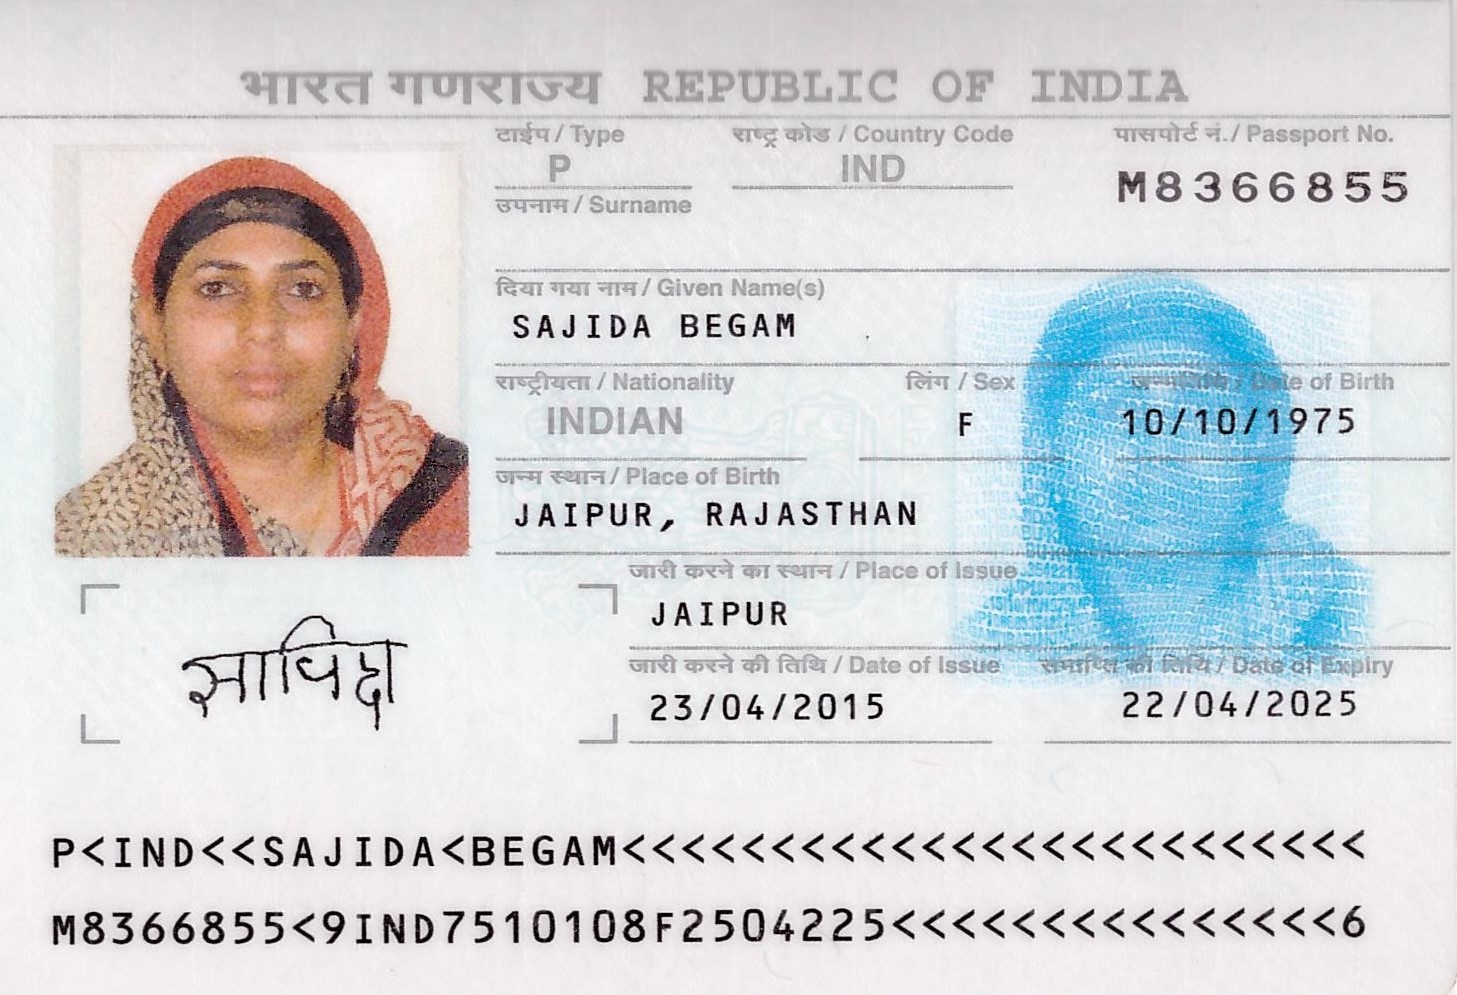 भारत गणराज्य REPUBLIC OF INDIA
टाईप / Type राष्ट्र कोड / Country Code पासपोर्ट नं. / Passport No.
P IND M8366855
उपनाम / Surname
दिया गया नाम / Given Name(s)
SAJIDA BEGAM
राष्ट्रीयता / Nationality लिंग / Sex जन्मतिथि / Date of Birth
INDIAN F 10/10/1975
जन्म स्थान / Place of Birth
JAIPUR, RAJASTHAN
जारी करने का स्थान / Place of Issue
JAIPUR
जारी करने की तिथि / Date of Issue समाप्ति की तिथि / Date of Expiry
23/04/2015 22/04/2025
P<IND<<SAJIDA<BEGAM<<<<<<<<<<<<<<<<<<<<<<<<<
M8366855<9IND7510108F2504225<<<<<<<<<<<<<<<6